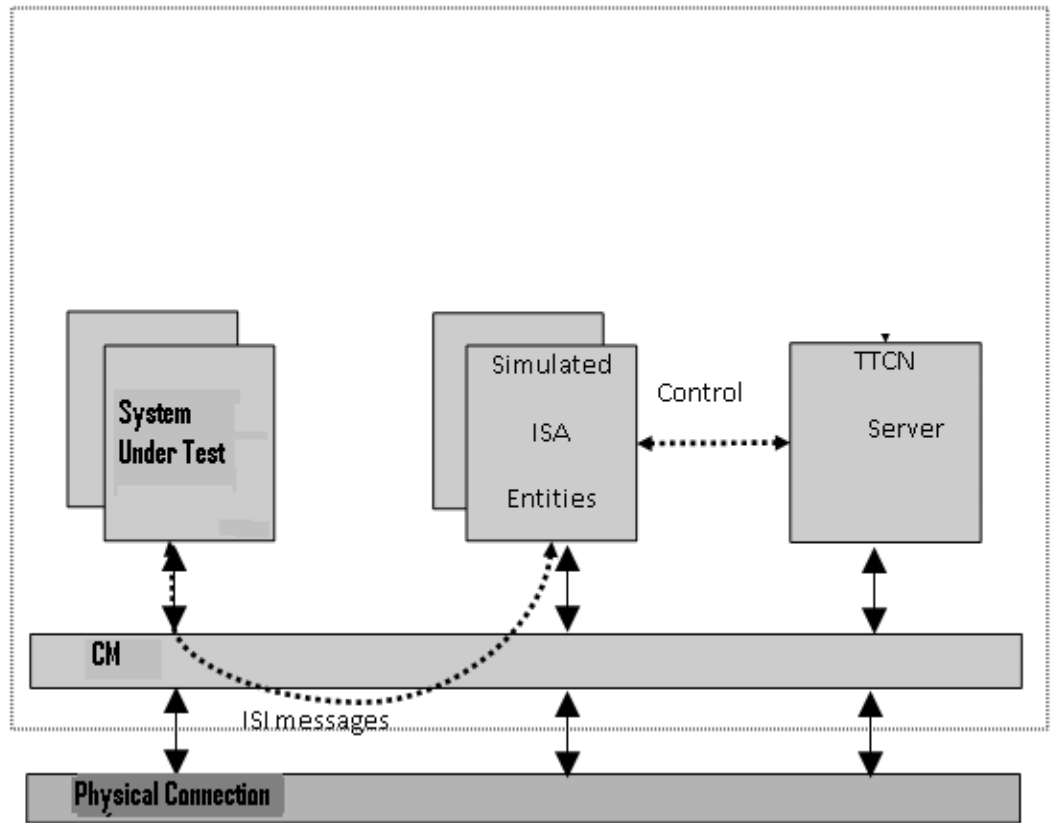 System
Under Test
Simulated
ISA
Entities
Control
TTCN
Server
CM
ISI messages
Physical Connection